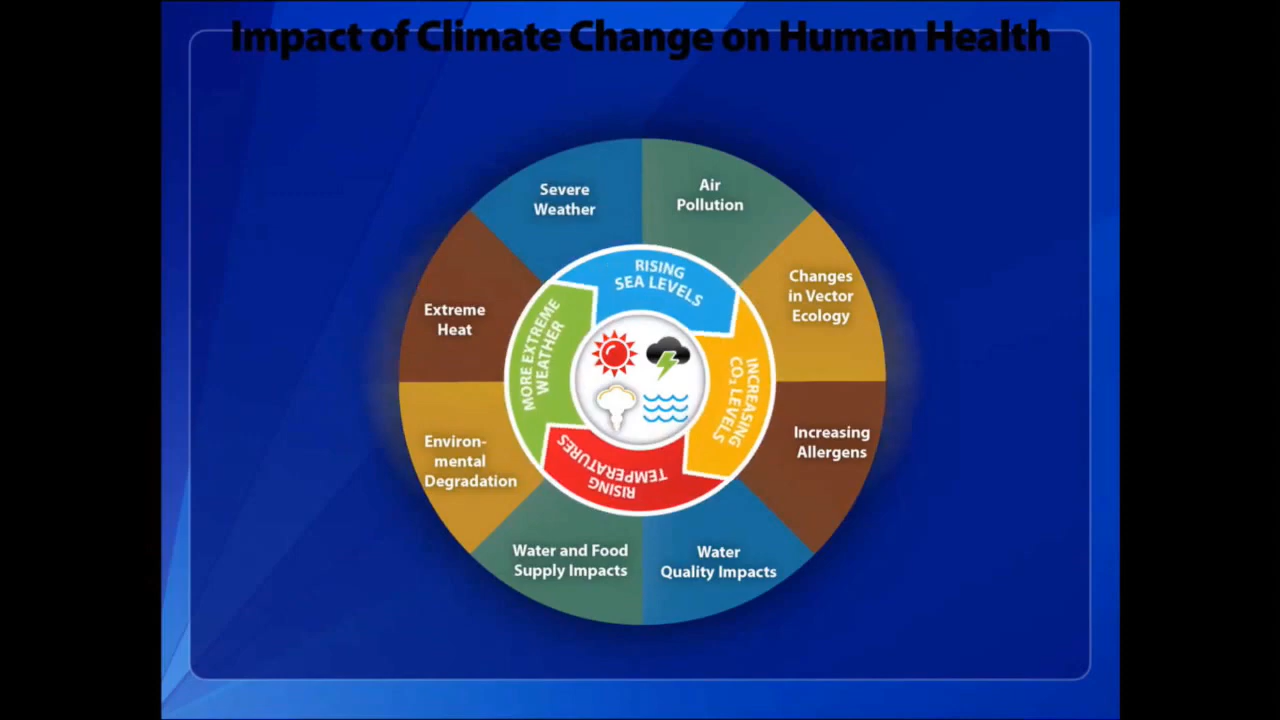 Impact of Climate Change on Human Health
Severe
Weather
Air
Pollution
Changes
in Vector
Ecology
Increasing
Allergens
Water
Quality Impacts
Water and Food
Supply Impacts
Environ-
mental
Degradation
Extreme
Heat
RISING
SEA LEVELS
INCREASING
CO₂ LEVELS
RISING
TEMPERATURES
MORE EXTREME
WEATHER